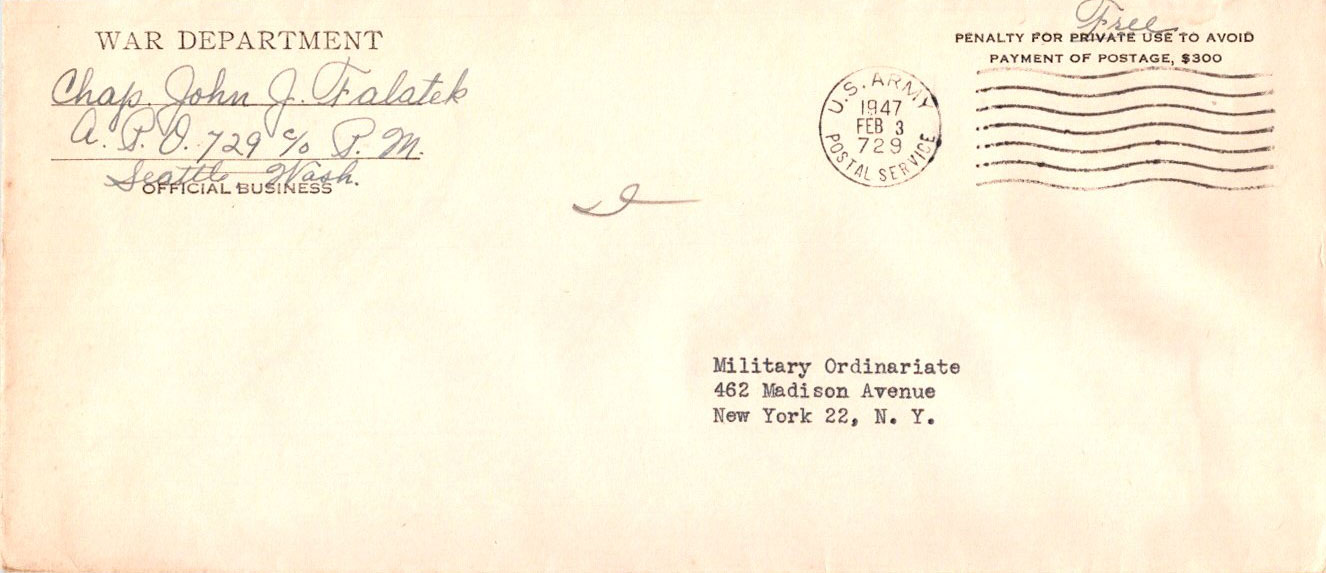 WAR DEPARTMENT
Chap. John J. Falatek
A. P. O. 729 c/o P. M.
Seattle, Wash.
OFFICIAL BUSINESS
Free
PENALTY FOR PRIVATE USE TO AVOID
PAYMENT OF POSTAGE, $300
U.S. ARMY
1947
FEB 3
729
POSTAL SERVICE
Military Ordinariate
462 Madison Avenue
New York 22, N. Y.